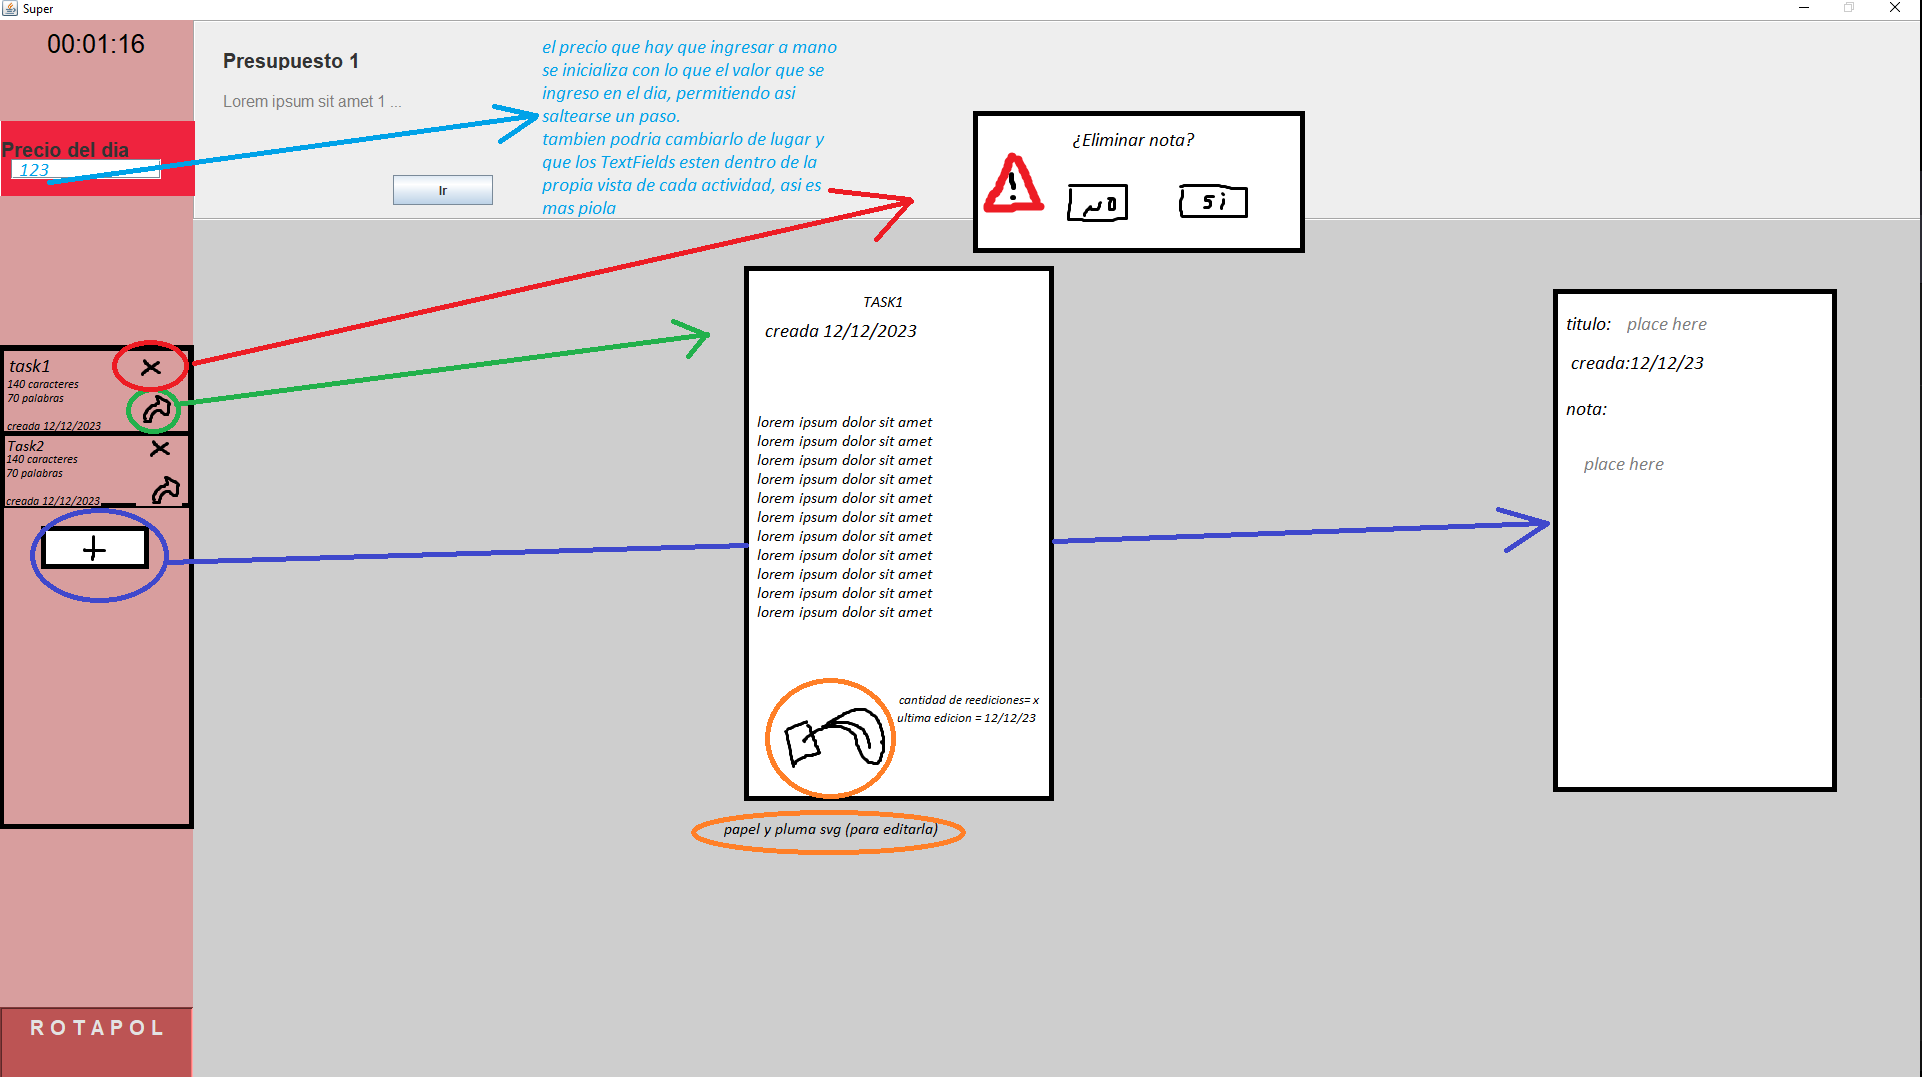 Super
00:01:16
Precio del dia
123
Presupuesto 1
Lorem ipsum sit amet 1 ...
Ir
el precio que hay que ingresar a mano
se inicializa con lo que el valor que se
ingreso en el dia, permitiendo asi
saltearse un paso.
tambien podria cambiarlo de lugar y
que los TextFields esten dentro de la
propia vista de cada actividad, asi es
mas piola
¿Eliminar nota?
!
no
si
task1
140 caracteres
70 palabras
creada 12/12/2023
Task2
140 caracteres
70 palabras
creada 12/12/2023
+
TASK1
creada 12/12/2023
lorem ipsum dolor sit amet
lorem ipsum dolor sit amet
lorem ipsum dolor sit amet
lorem ipsum dolor sit amet
lorem ipsum dolor sit amet
lorem ipsum dolor sit amet
lorem ipsum dolor sit amet
lorem ipsum dolor sit amet
lorem ipsum dolor sit amet
lorem ipsum dolor sit amet
lorem ipsum dolor sit amet
cantidad de reediciones= x
ultima edicion = 12/12/23
papel y pluma svg (para editarla)
titulo: place here
creada:12/12/23
nota:
place here
ROTAPOL